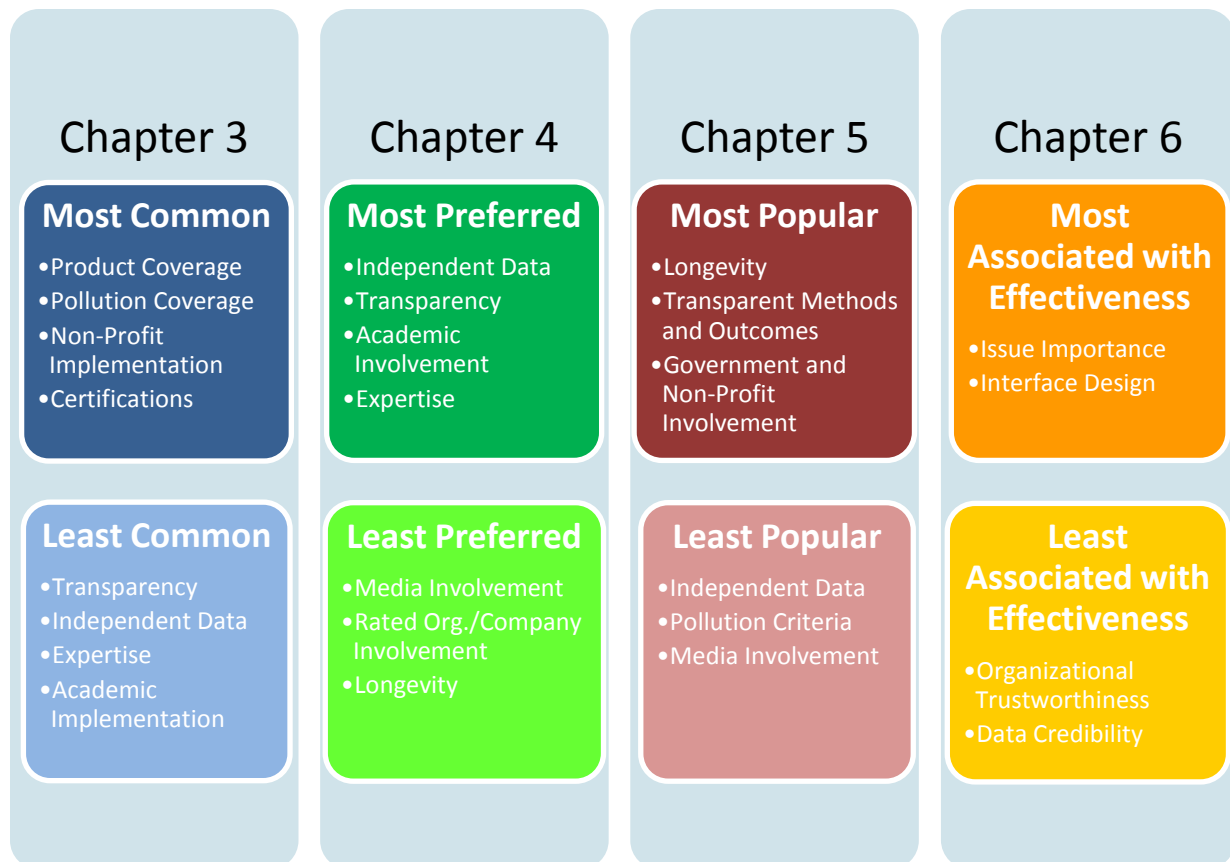 Chapter 3
Most Common
•Product Coverage
•Pollution Coverage
•Non-Profit
Implementation
•Certifications
Least Common
•Transparency
•Independent Data
•Expertise
•Academic
Implementation
Chapter 4
Most Preferred
•Independent Data
•Transparency
•Academic
Involvement
•Expertise
Least Preferred
•Media Involvement
•Rated Org./Company
Involvement
•Longevity
Chapter 5
Most Popular
•Longevity
•Transparent Methods
and Outcomes
•Government and
Non-Profit
Involvement
Least Popular
•Independent Data
•Pollution Criteria
•Media Involvement
Chapter 6
Most
Associated with
Effectiveness
•Issue Importance
•Interface Design
Least
Associated with
Effectiveness
•Organizational
Trustworthiness
•Data Credibility